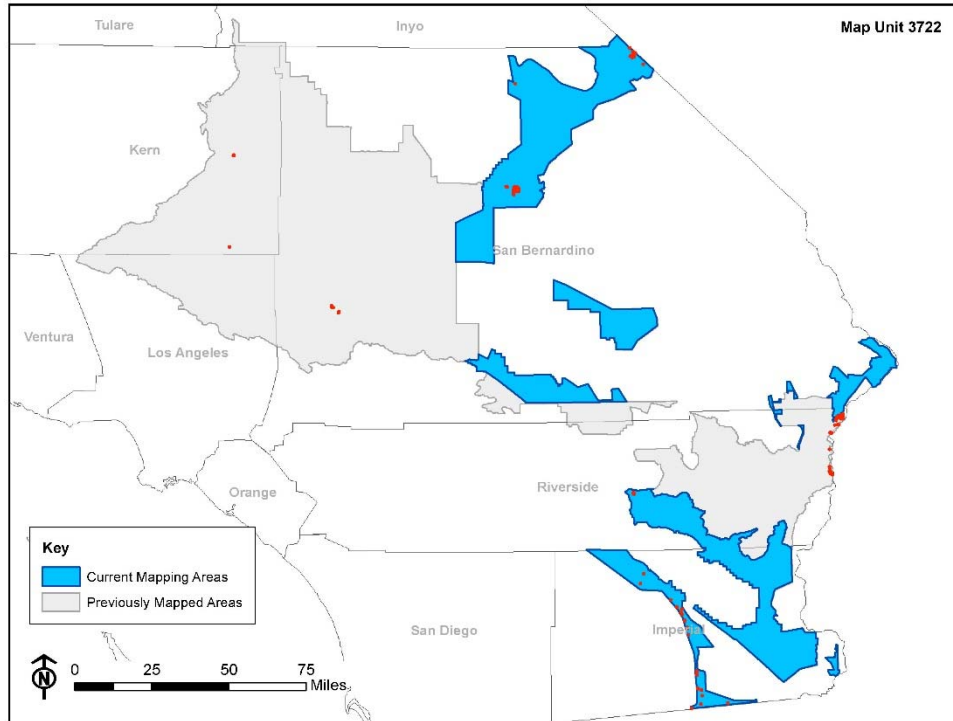 Tulare
Inyo
Map Unit 3722
Kern
San Bernardino
Ventura
Los Angeles
Orange
Riverside
Key
Current Mapping Areas
Previously Mapped Areas
San Diego
Imperial
N
0 25 50 75
Miles